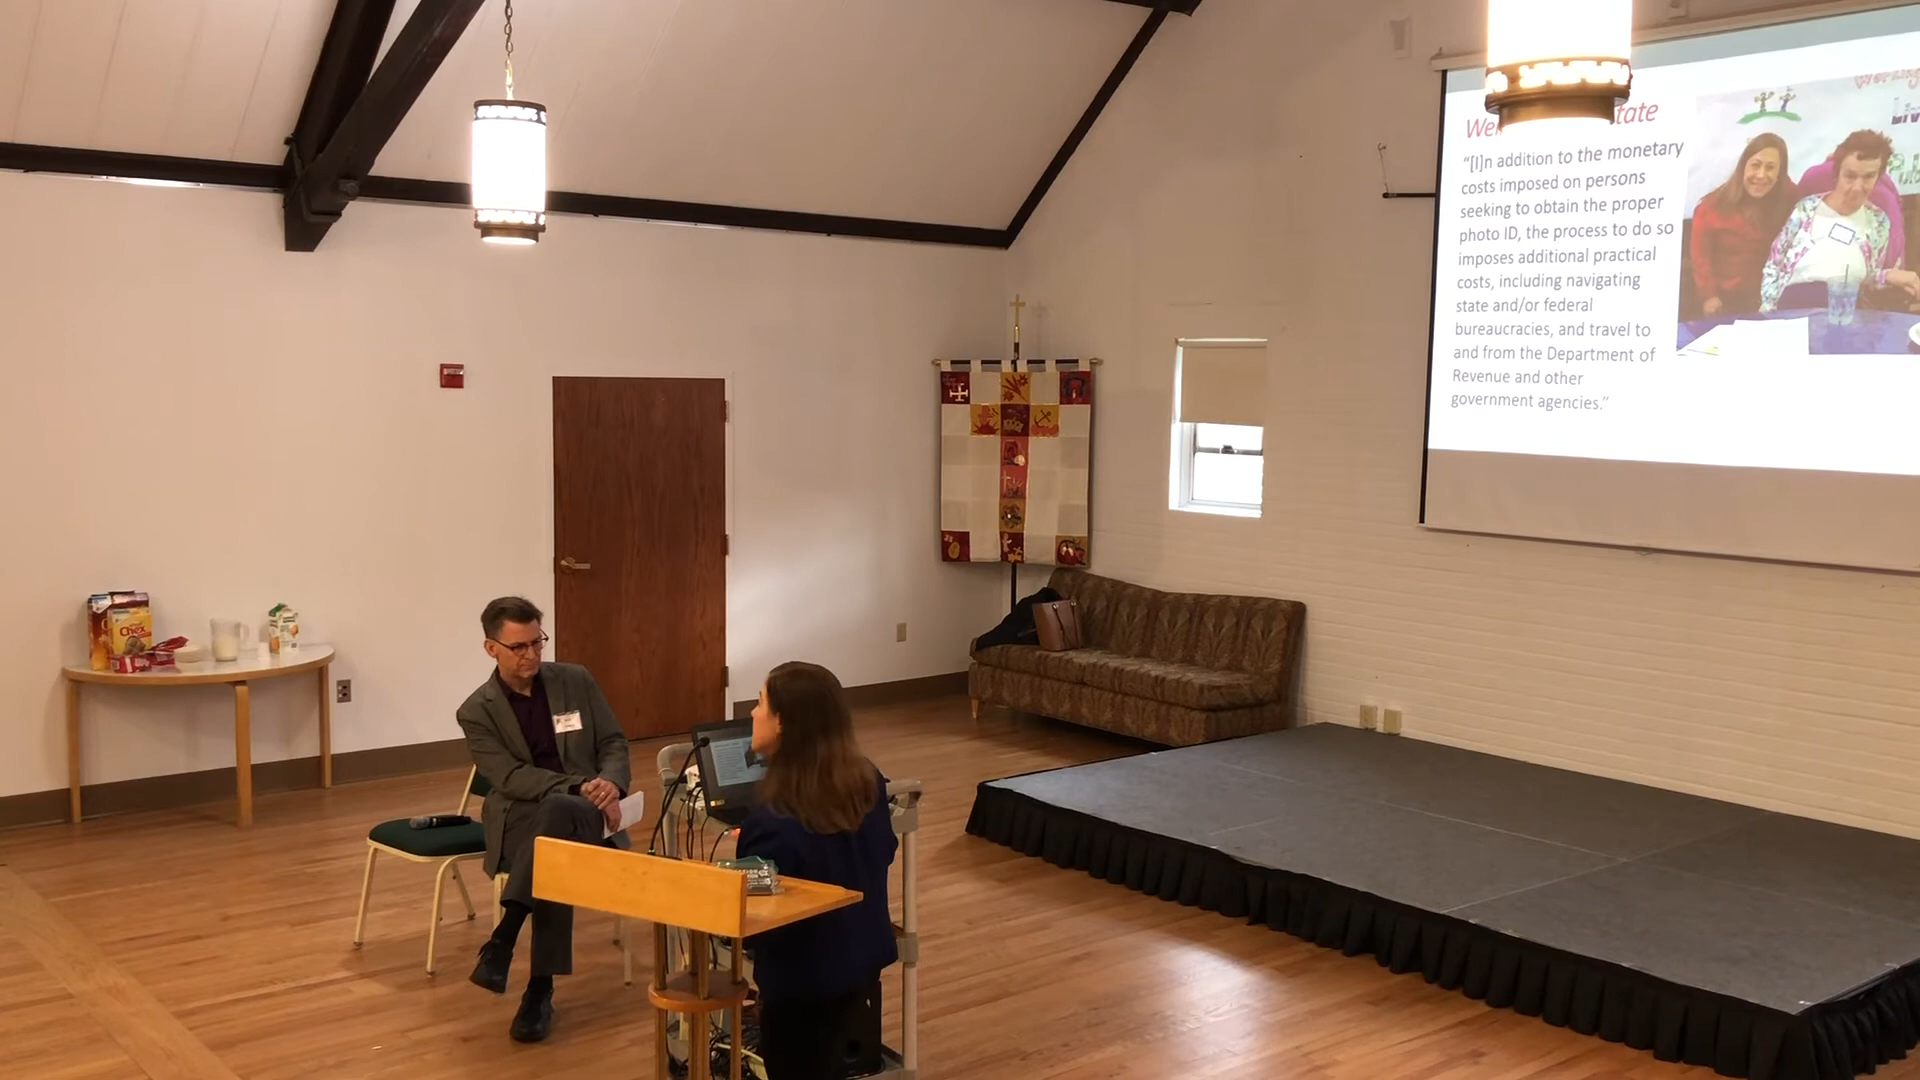 tate
“[I]n addition to the monetary
costs imposed on persons
seeking to obtain the proper
photo ID, the process to do so
imposes additional practical
costs, including navigating
state and/or federal
bureaucracies, and travel to
and from the Department of
Revenue and other
government agencies.”
Chex